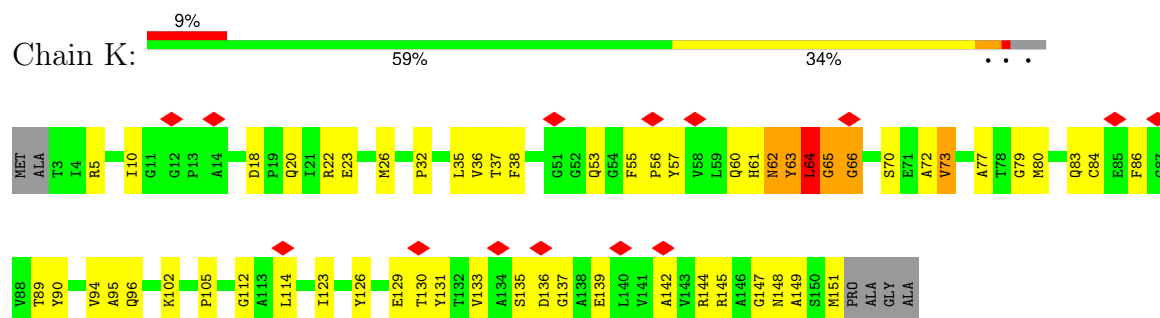 9%
Chain K:
59% 34% • • •
MET ALA T3 I4 R5 I10 G11 G12 P13 A14 D18 P19 Q20 I21 R22 E23 M26 P32 L35 V36 T37 F38 G51 G52 Q53 G54 F55 P56 Y57 V58 L59 Q60 H61 N62 Y63 L64 G65 G66 S70 E71 A72 V73 A77 T78 G79 M80 Q83 C84 E85 F86
V88 T89 Y90 V94 A95 Q96 K102 P105 G112 A113 L114 I123 Y126 E129 T130 Y131 T132 V133 A134 S135 D136 G137 A138 E139 L140 V141 A142 V143 R144 R145 A146 G147 N148 A149 S150 M151 PRO ALA GLY ALA